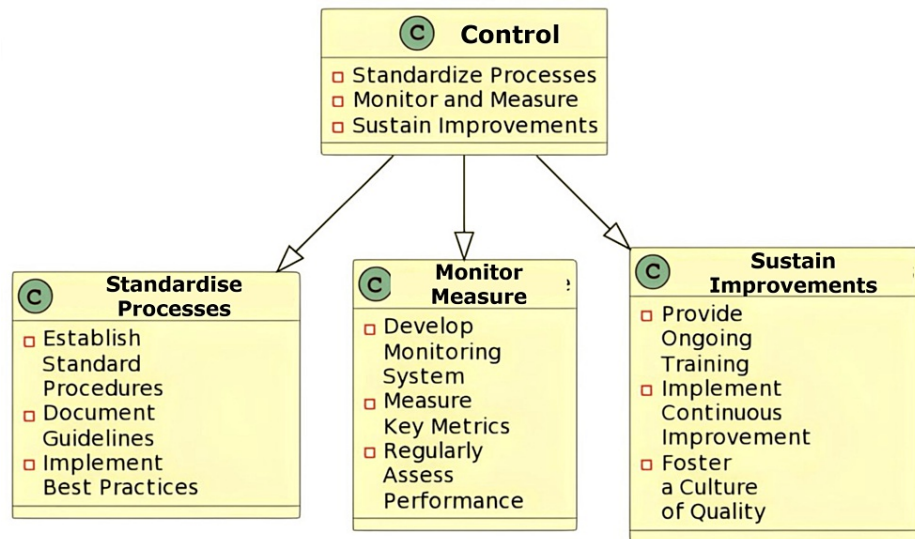 C Control
Standardize Processes
Monitor and Measure
Sustain Improvements
C Standardise
Processes
Establish
Standard
Procedures
Document
Guidelines
Implement
Best Practices
C Monitor
Measure
Develop
Monitoring
System
Measure
Key Metrics
Regularly
Assess
Performance
C Sustain
Improvements
Provide
Ongoing
Training
Implement
Continuous
Improvement
Foster
a Culture
of Quality